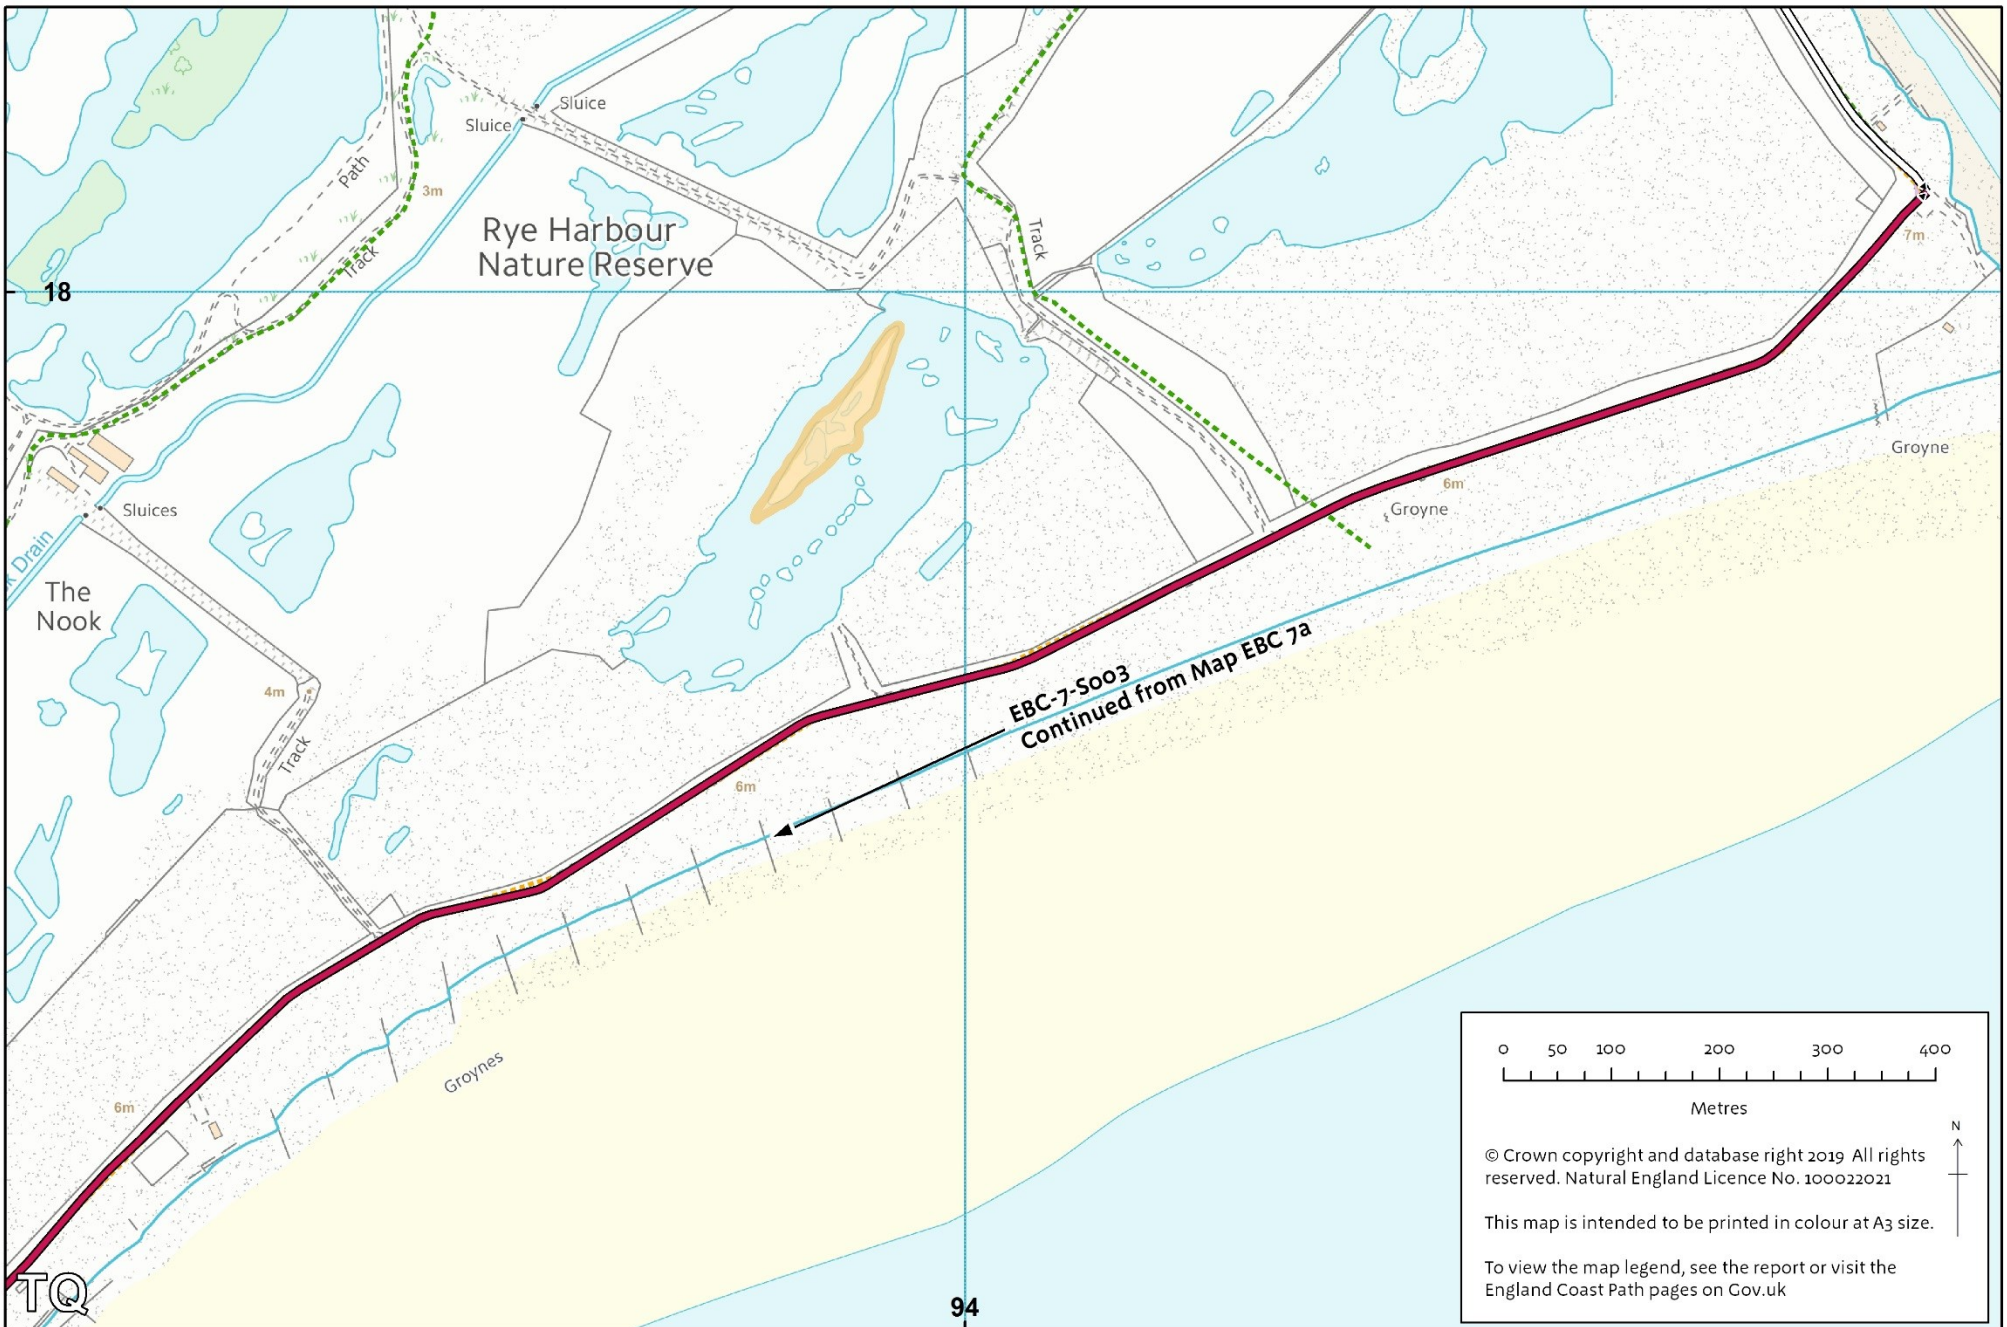 Sluice
Sluice
Path
3m
Track
Rye Harbour
Nature Reserve
Track
7m
18
Groyne
6m
Groyne
Sluices
k Drain
The
Nook
4m
Track
EBC-7-S003
Continued from Map EBC 7a
6m
Groynes
6m
TQ
94
0 50 100 200 300 400
Metres
N
© Crown copyright and database right 2019 All rights
reserved. Natural England Licence No. 100022021
This map is intended to be printed in colour at A3 size.
To view the map legend, see the report or visit the
England Coast Path pages on Gov.uk